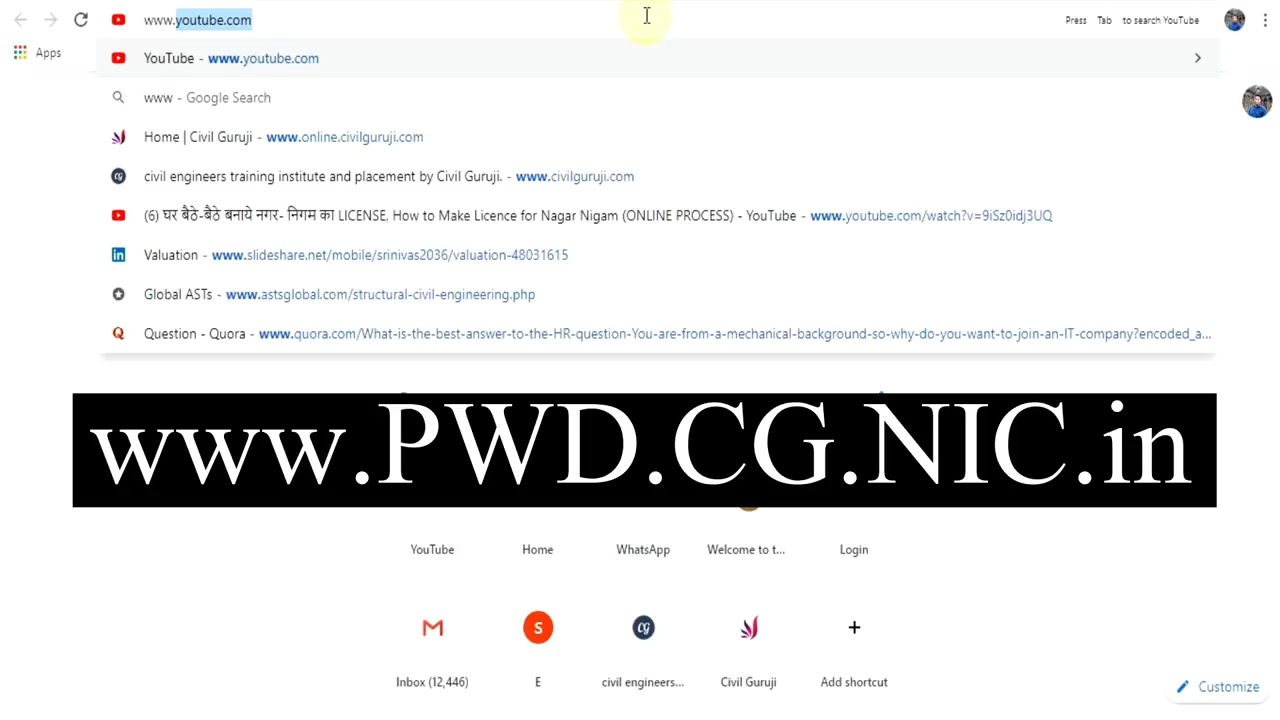 www.youtube.com
Press Tab to search YouTube
Apps
YouTube - www.youtube.com
www - Google Search
Home | Civil Guruji - www.online.civilguruji.com
civil engineers training institute and placement by Civil Guruji. - www.civilguruji.com
(6) घर बैठे-बैठे बनाये नगर- निगम का LICENSE, How to Make Licence for Nagar Nigam (ONLINE PROCESS) - YouTube - www.youtube.com/watch?v=9iSz0idj3UQ
Valuation - www.slideshare.net/mobile/srinivas2036/valuation-48031615
Global ASTs - www.astsglobal.com/structural-civil-engineering.php
Question - Quora - www.quora.com/What-is-the-best-answer-to-the-HR-question-You-are-from-a-mechanical-background-so-why-do-you-want-to-join-an-IT-company?encoded_a...
www.PWD.CG.NIC.in
YouTube Home WhatsApp Welcome to t... Login
S CG
Inbox (12,446) E civil engineers... Civil Guruji Add shortcut
Customize